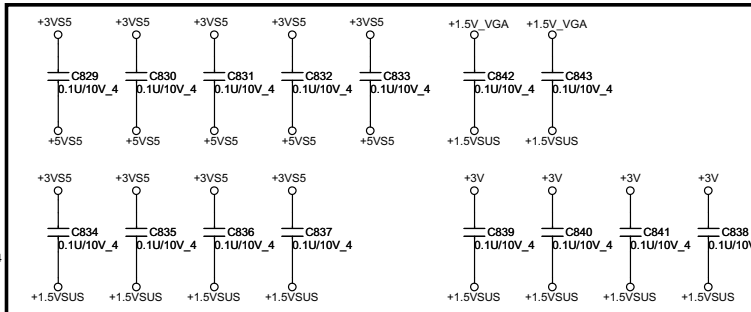 +3VS5 +3VS5 +3VS5 +3VS5 +3VS5 +1.5V_VGA +1.5V_VGA
C829 C830 C831 C832 C833 C842 C843
0.1U/10V_4 0.1U/10V_4 0.1U/10V_4 0.1U/10V_4 0.1U/10V_4 0.1U/10V_4 0.1U/10V_4
+5VS5 +5VS5 +5VS5 +5VS5 +5VS5 +1.5VSUS +1.5VSUS
+3VS5 +3VS5 +3VS5 +3VS5 +3V +3V +3V +3V
C834 C835 C836 C837 C839 C840 C841 C838
0.1U/10V_4 0.1U/10V_4 0.1U/10V_4 0.1U/10V_4 0.1U/10V_4 0.1U/10V_4 0.1U/10V_4 0.1U/10V
+1.5VSUS +1.5VSUS +1.5VSUS +1.5VSUS +1.5VSUS +1.5VSUS +1.5VSUS +1.5VSUS